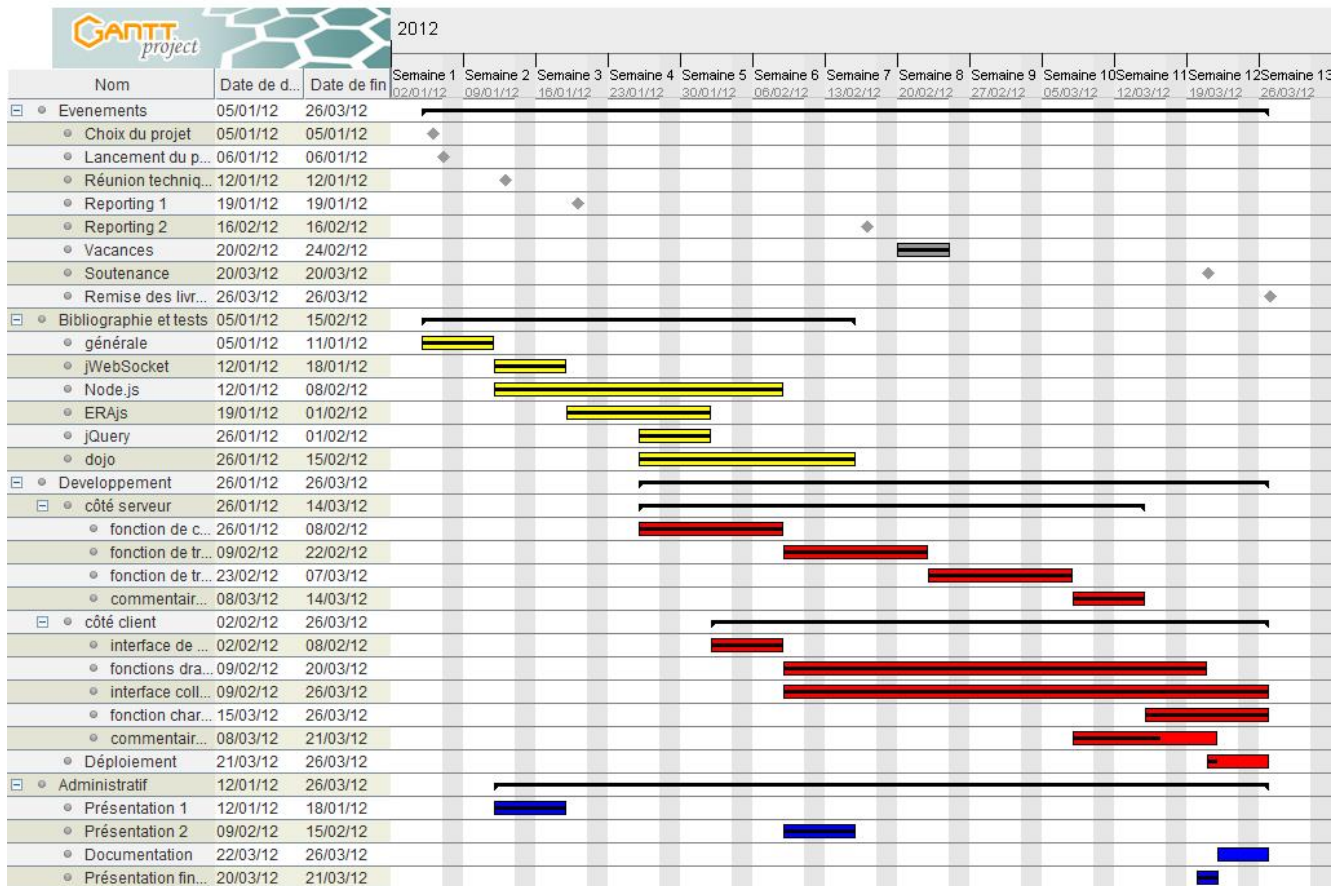 GANTT
project
2012
Nom Date de d... Date de fin
Semaine 1 Semaine 2 Semaine 3 Semaine 4 Semaine 5 Semaine 6 Semaine 7 Semaine 8 Semaine 9 Semaine 10 Semaine 11 Semaine 12 Semaine 13
02/01/12 09/01/12 16/01/12 23/01/12 30/01/12 06/02/12 13/02/12 20/02/12 27/02/12 05/03/12 12/03/12 19/03/12 26/03/12
Evenements 05/01/12 26/03/12
Choix du projet 05/01/12 05/01/12
Lancement du p... 06/01/12 06/01/12
Réunion techniq... 12/01/12 12/01/12
Reporting 1 19/01/12 19/01/12
Reporting 2 16/02/12 16/02/12
Vacances 20/02/12 24/02/12
Soutenance 20/03/12 20/03/12
Remise des livr... 26/03/12 26/03/12
Bibliographie et tests 05/01/12 15/02/12
générale 05/01/12 11/01/12
jWebSocket 12/01/12 18/01/12
Node.js 12/01/12 08/02/12
ERAjs 19/01/12 01/02/12
jQuery 26/01/12 01/02/12
dojo 26/01/12 15/02/12
Developpement 26/01/12 26/03/12
côté serveur 26/01/12 14/03/12
fonction de c... 26/01/12 08/02/12
fonction de tr... 09/02/12 22/02/12
fonction de tr... 23/02/12 07/03/12
commentair... 08/03/12 14/03/12
côté client 02/02/12 26/03/12
interface de ... 02/02/12 08/02/12
fonctions dra... 09/02/12 20/03/12
interface coll... 09/02/12 26/03/12
fonction char... 15/03/12 26/03/12
commentair... 08/03/12 21/03/12
Déploiement 21/03/12 26/03/12
Administratif 12/01/12 26/03/12
Présentation 1 12/01/12 18/01/12
Présentation 2 09/02/12 15/02/12
Documentation 22/03/12 26/03/12
Présentation fin... 20/03/12 21/03/12